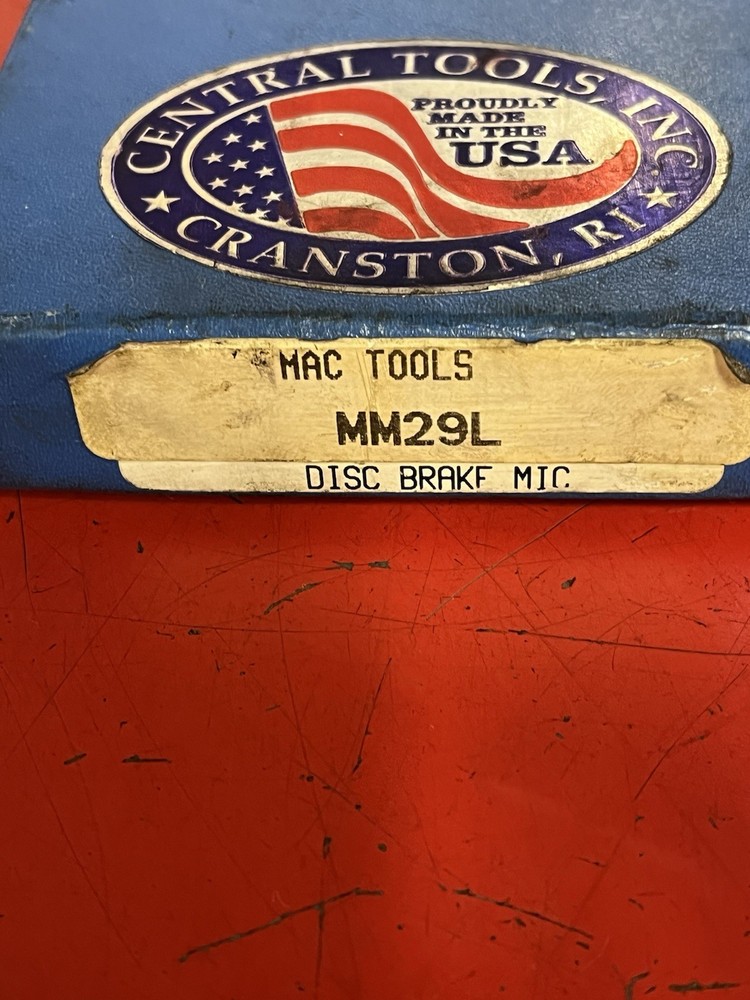 CENTRAL TOOLS, INC.
PROUDLY
MADE
IN THE
USA
CRANSTON, RI
MAC TOOLS
MM29L
DISC BRAKE MIC